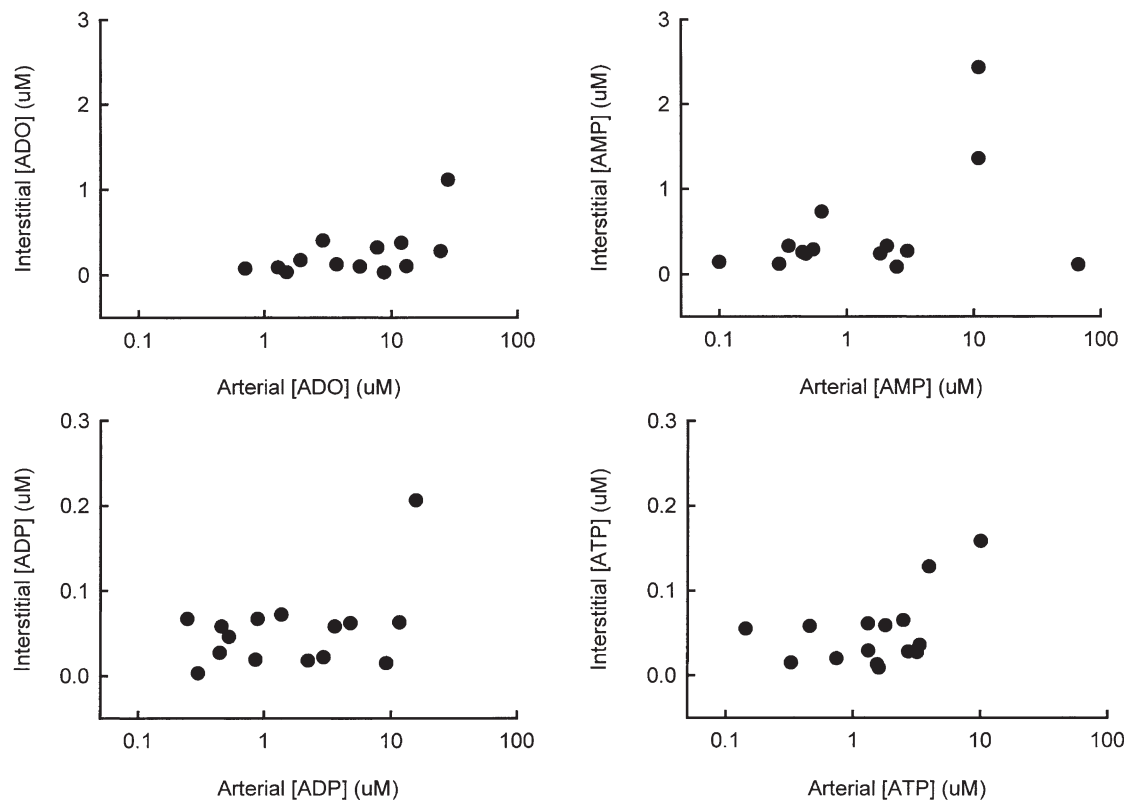 3
2
1
0
Interstitial [ADO] (uM)
0.1 1 10 100
Arterial [ADO] (uM)
3
2
1
0
Interstitial [AMP] (uM)
0.1 1 10 100
Arterial [AMP] (uM)
0.3
0.2
0.1
0.0
Interstitial [ADP] (uM)
0.1 1 10 100
Arterial [ADP] (uM)
0.3
0.2
0.1
0.0
Interstitial [ATP] (uM)
0.1 1 10 100
Arterial [ATP] (uM)